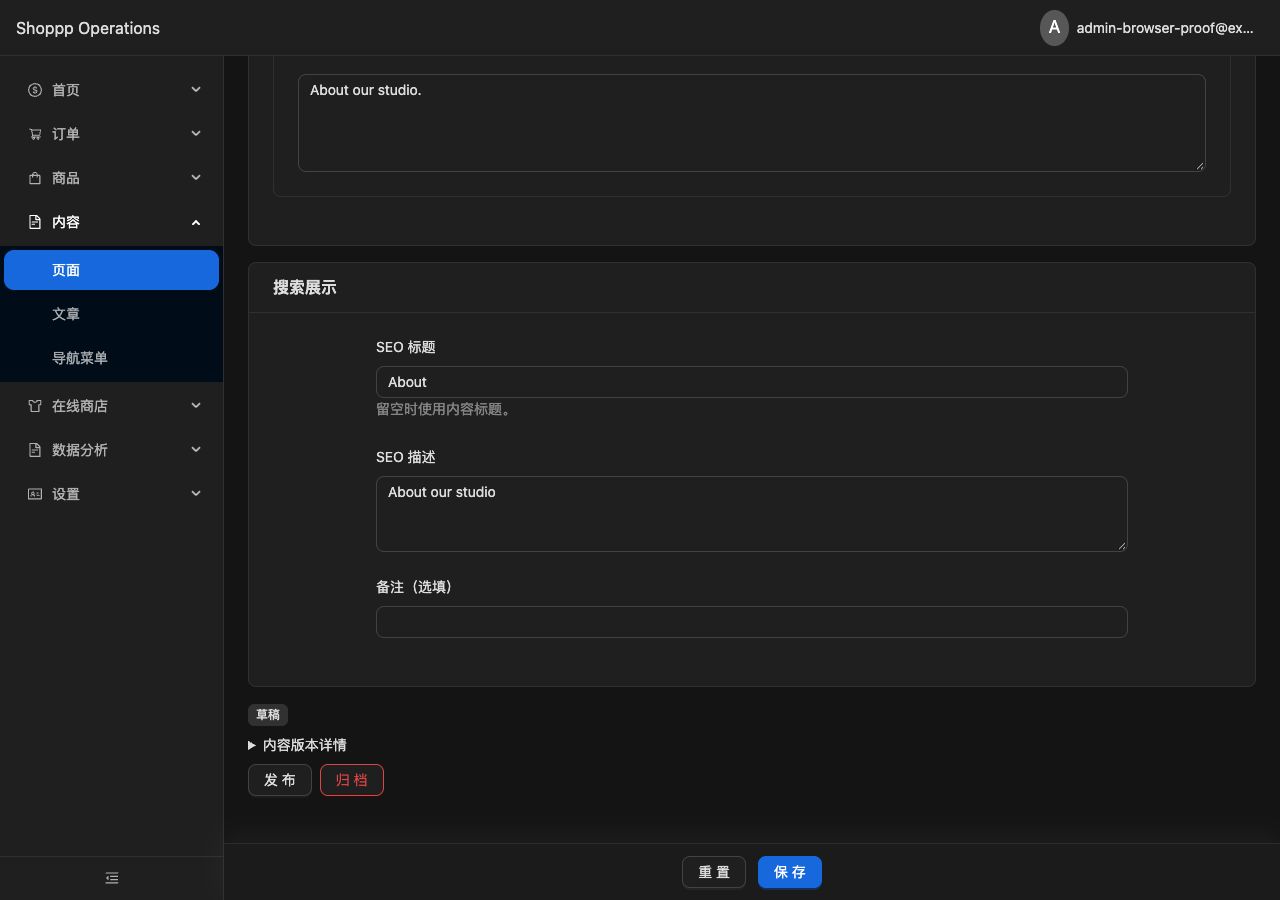 Shoppp Operations
A
admin-browser-proof@ex...
首页
订单
商品
内容
页面
文章
导航菜单
在线商店
数据分析
设置
About our studio.
搜索展示
SEO 标题
About
留空时使用内容标题。
SEO 描述
About our studio
备注（选填）
草稿
内容版本详情
发 布
归 档
重 置
保 存